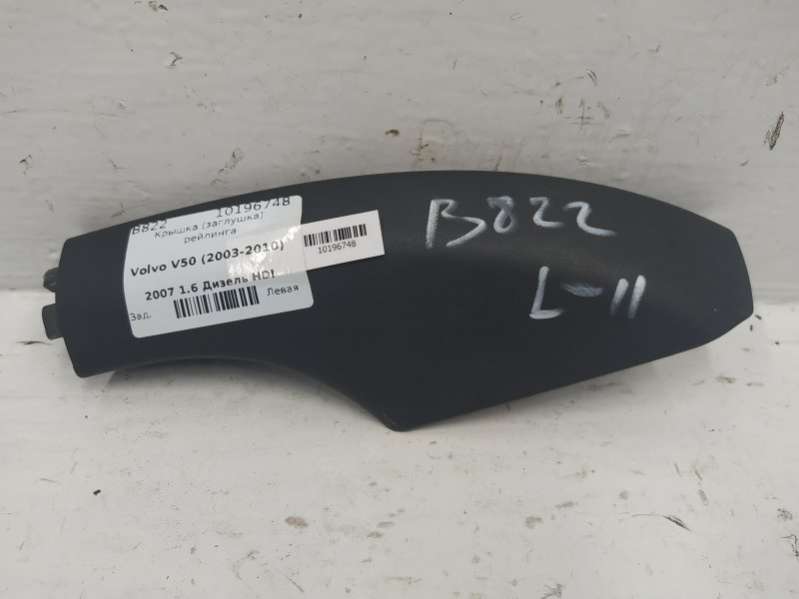 B822 10196748
Крышка (заглушка)
рейлинга
Volvo V50 (2003-2010)
2007 1.6 Дизель HDI
Зад. Левая
10196748
B822
L-11